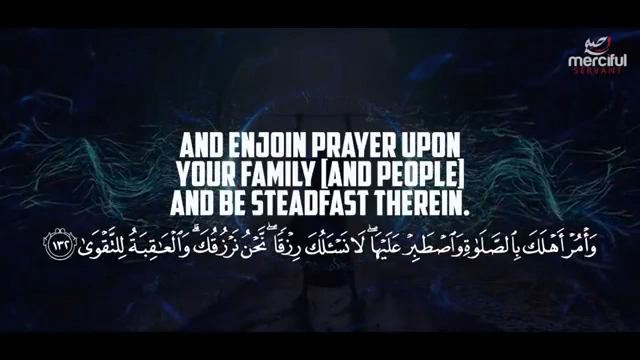 merciful
SERVANT
AND ENJOIN PRAYER UPON
YOUR FAMILY [AND PEOPLE]
AND BE STEADFAST THEREIN.
وَأْمُرْ أَهْلَكَ بِالصَّلَوٰةِ وَاصْطَبِرْ عَلَيْهَا ۖ لَا نَسْـَٔلُكَ رِزْقًا ۖ نَّحْنُ نَرْزُقُكَ ۗ وَالْعَٰقِبَةُ لِلتَّقْوَىٰ ١٣٢